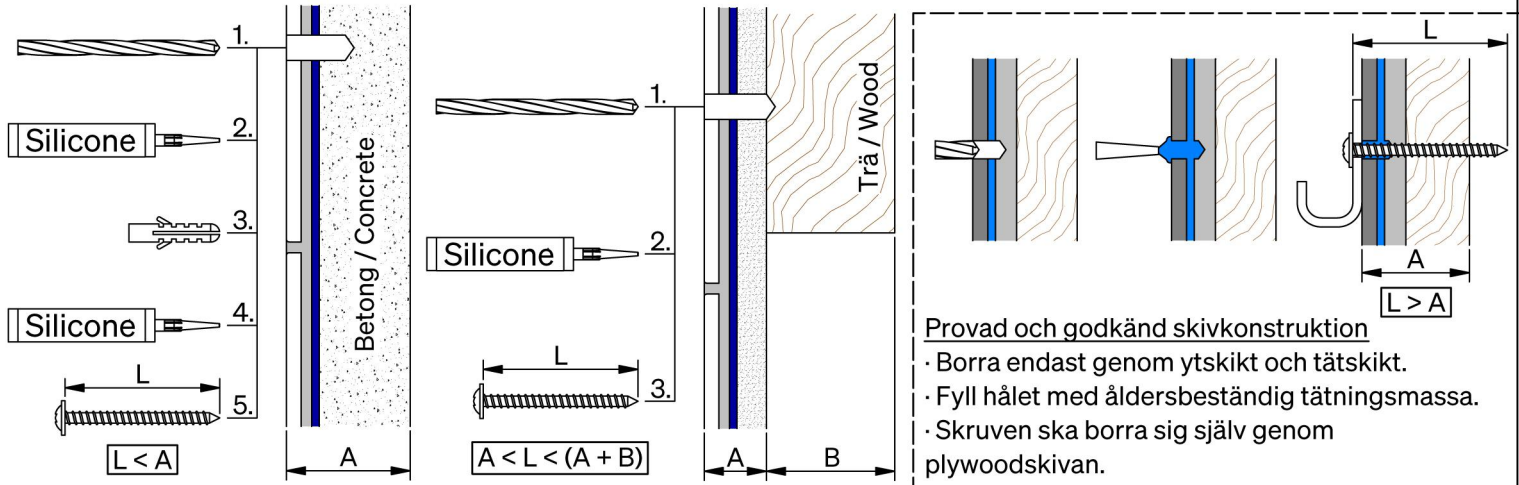 1.
Silicone
2.
3.
Silicone
4.
L
5.
L < A
Betong / Concrete
A
1.
Silicone
2.
L
3.
A < L < (A + B)
Trä / Wood
A
B
L
A
L > A
Provad och godkänd skivkonstruktion
· Borra endast genom ytskikt och tätskikt.
· Fyll hålet med åldersbeständig tätningsmassa.
· Skruven ska borra sig själv genom
plywoodskivan.